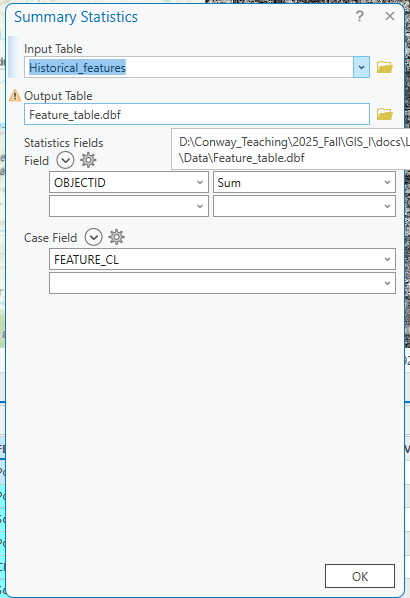 Summary Statistics
?
Input Table
Historical_features
Output Table
Feature_table.dbf
D:\Conway_Teaching\2025_Fall\GIS_I\docs\L
\Data\Feature_table.dbf
Statistics Fields
Field
OBJECTID Sum
Case Field
FEATURE_CL
OK